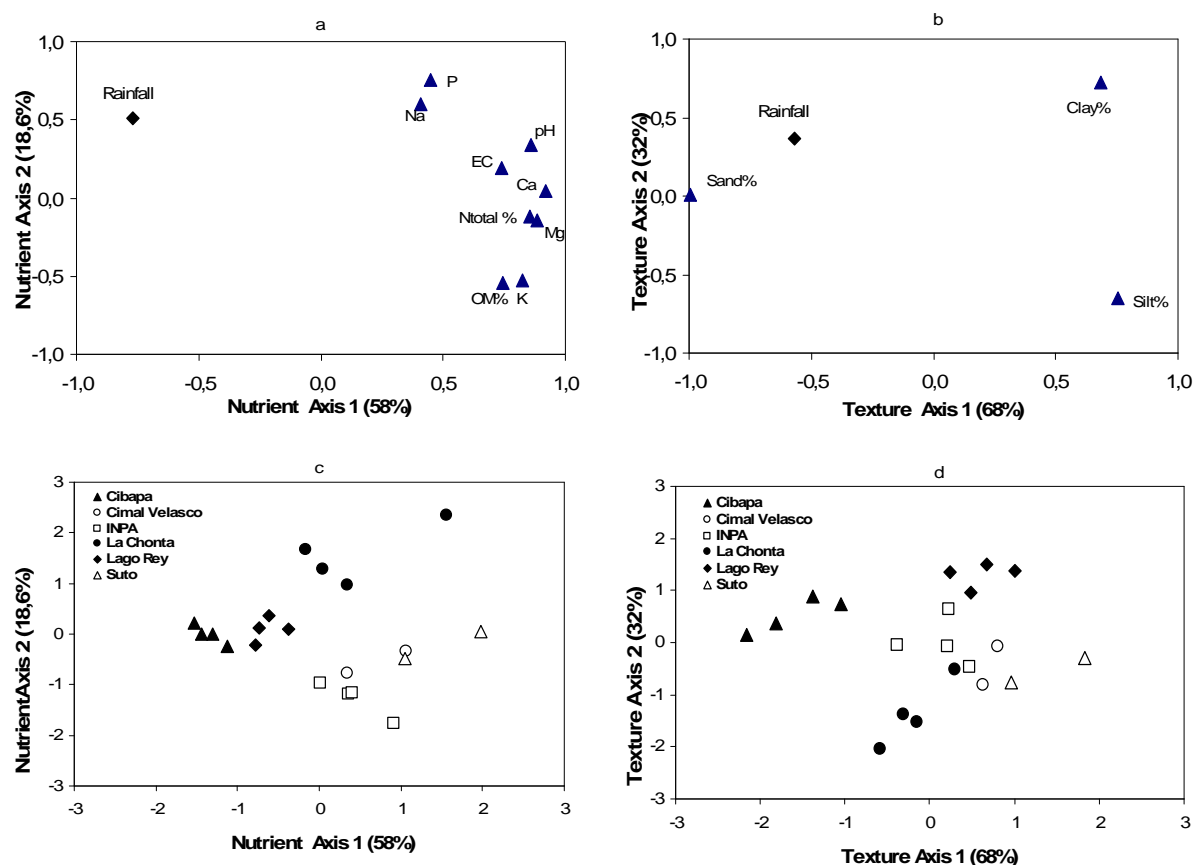 a
1,0
0,5
0,0
-0,5
-1,0
Nutrient Axis 2 (18,6%)
Rainfall
P
Na
pH
EC
Ca
Ntotal %
Mg
OM%
K
-1,0 -0,5 0,0 0,5 1,0
Nutrient Axis 1 (58%)
b
1,0
0,5
0,0
-0,5
-1,0
Texture Axis 2 (32%)
Rainfall
Clay%
Sand%
Silt%
-1,0 -0,5 0,0 0,5 1,0
Texture Axis 1 (68%)
c
3
2
1
0
-1
-2
-3
Nutrient Axis 2 (18,6%)
Cibapa
Cimal Velasco
INPA
La Chonta
Lago Rey
Suto
-3 -2 -1 0 1 2 3
Nutrient Axis 1 (58%)
d
3
2
1
0
-1
-2
-3
Texture Axis 2 (32%)
Cibapa
Cimal Velasco
INPA
La Chonta
Lago Rey
Suto
-3 -2 -1 0 1 2 3
Texture Axis 1 (68%)